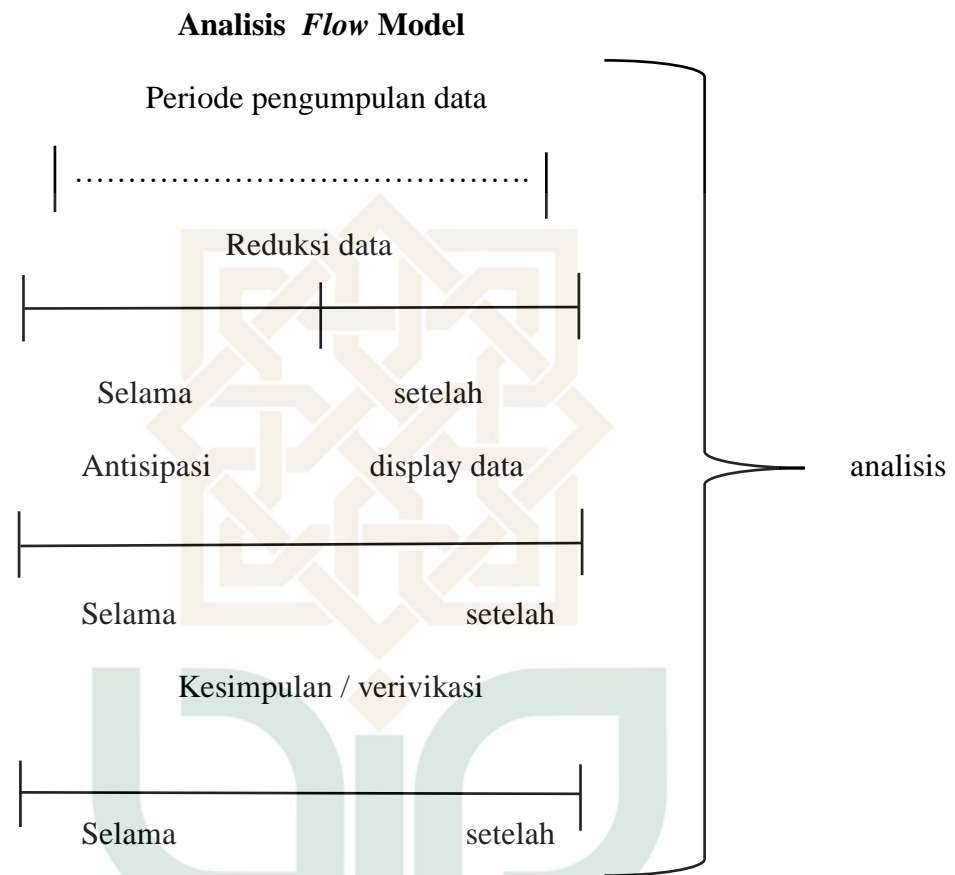 Analisis Flow Model
Periode pengumpulan data
…………………………………….
Reduksi data
Selama setelah
Antisipasi display data
analisis
Selama setelah
Kesimpulan / verivikasi
Selama setelah